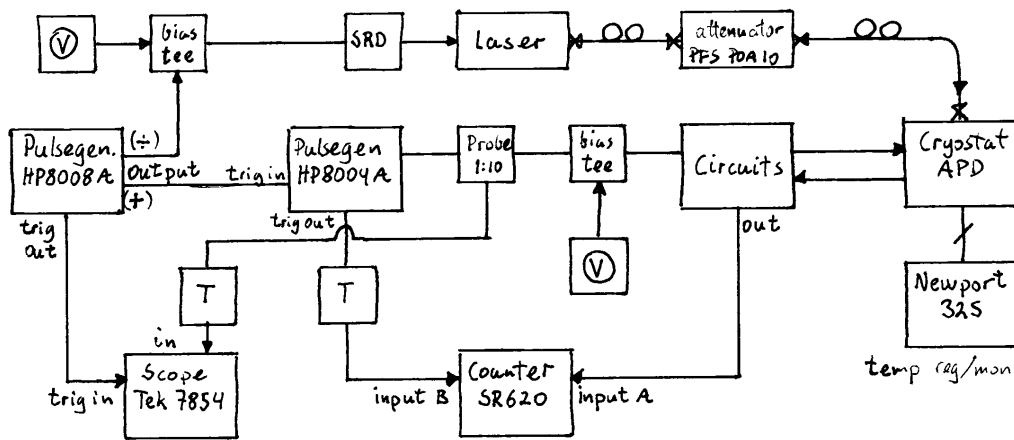 V
bias
tee
SRD
Laser
attenuator
PFS POA10
Pulsegen.
HP8008A
(÷)
output
(+)
trig in
Pulsegen
HP8004A
Probe
1:10
bias
tee
Circuits
Cryostat
APD
trig
out
trig out
out
T
T
V
Newport
325
temp reg/mon
in
Scope
Tek 7854
trig in
input B
Counter
SR620
input A